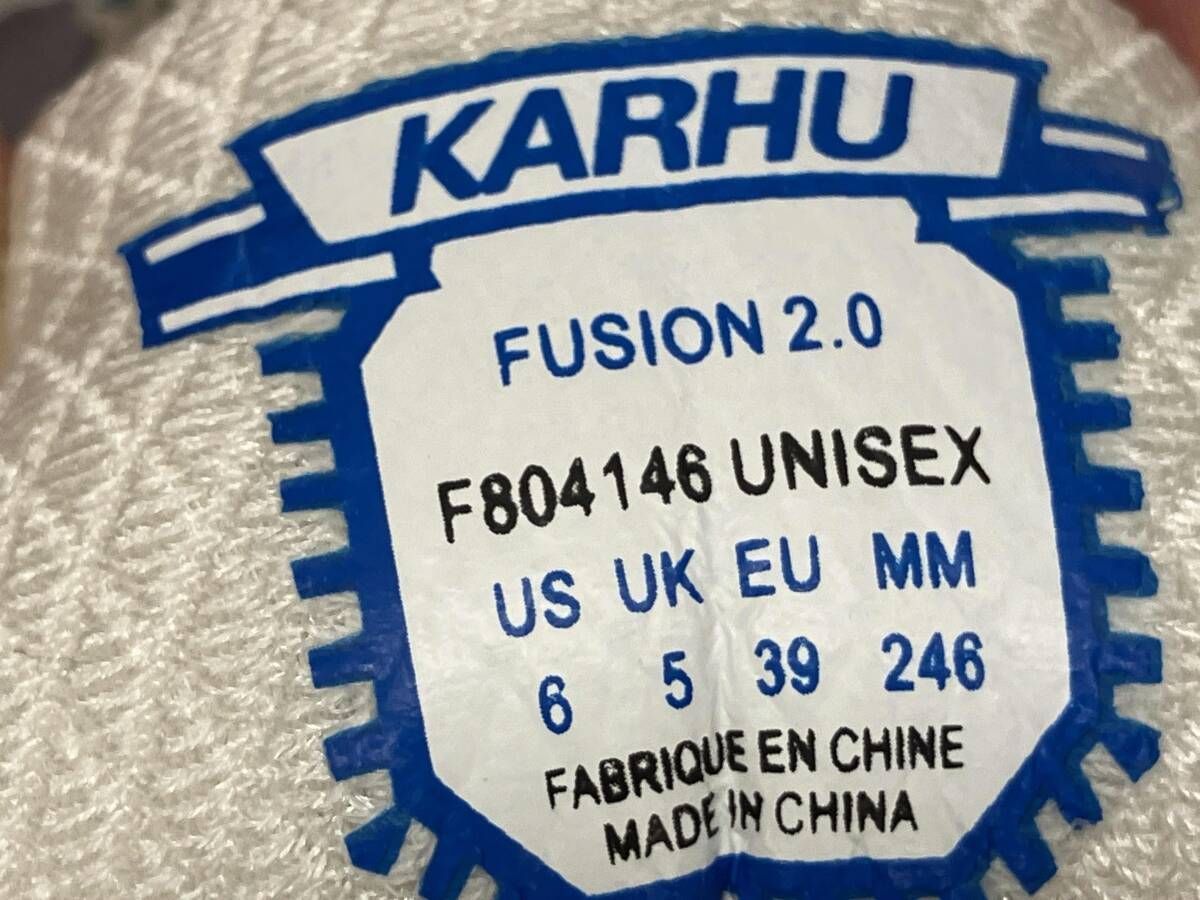 KARHU
FUSION 2.0
F804146 UNISEX
US UK EU MM
6 5 39 246
FABRIQUE EN CHINE
MADE IN CHINA